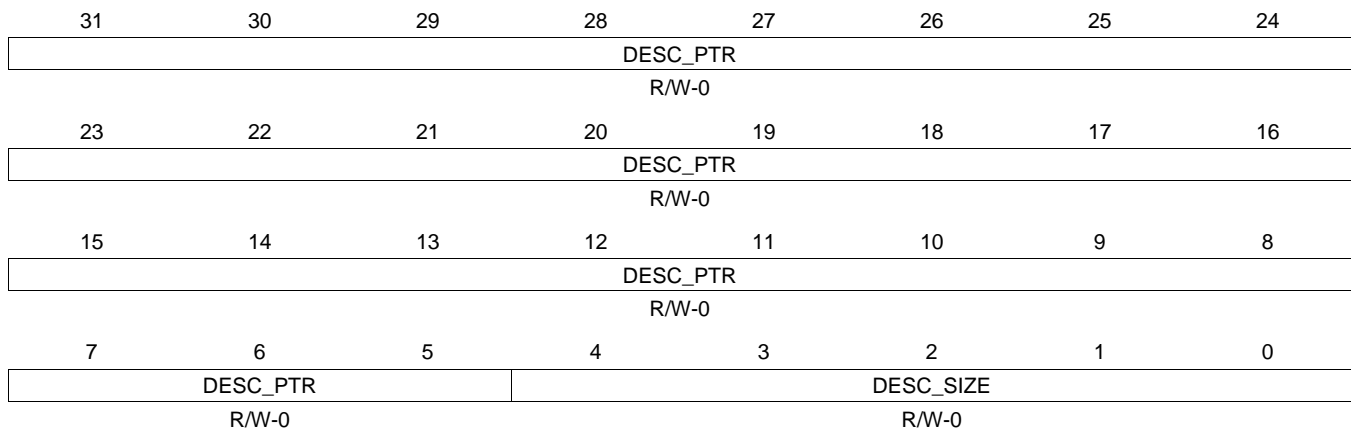 31 30 29 28 27 26 25 24
DESC_PTR
R/W-0
23 22 21 20 19 18 17 16
DESC_PTR
R/W-0
15 14 13 12 11 10 9 8
DESC_PTR
R/W-0
7 6 5 4 3 2 1 0
DESC_PTR DESC_SIZE
R/W-0 R/W-0